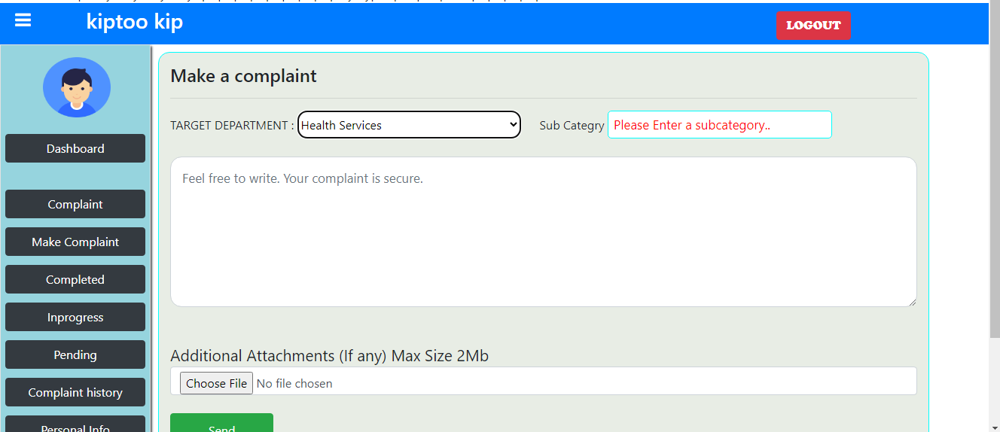 kiptoo kip
LOGOUT
Make a complaint
TARGET DEPARTMENT : Health Services Sub Categry Please Enter a subcategory..
Feel free to write. Your complaint is secure.
Additional Attachments (If any) Max Size 2Mb
Choose File No file chosen
Send
Dashboard
Complaint
Make Complaint
Completed
Inprogress
Pending
Complaint history
Personal Info